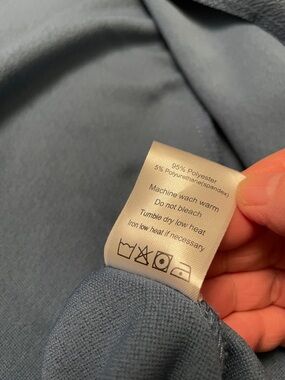 95% Polyester
5% Polyurethane(spandex)
Machine wach warm
Do not bleach
Tumble dry low heat
Iron low heat if necessary